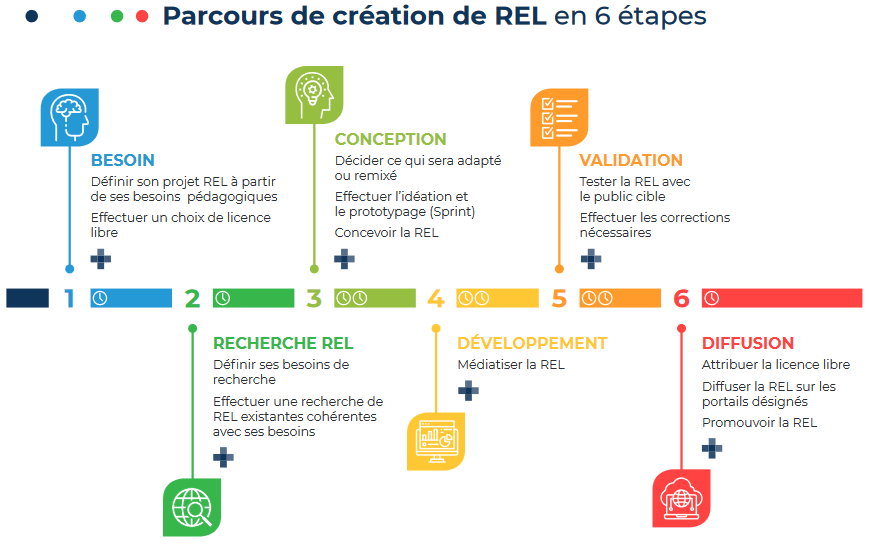 Parcours de création de REL en 6 étapes
BESOIN
Définir son projet REL à partir
de ses besoins pédagogiques
Effectuer un choix de licence
libre
CONCEPTION
Décider ce qui sera adapté
ou remixé
Effectuer l'idéation et
le prototypage (Sprint)
Concevoir la REL
VALIDATION
Tester la REL avec
le public cible
Effectuer les corrections
nécessaires
1 2 3 4 5 6
RECHERCHE REL
Définir ses besoins de
recherche
Effectuer une recherche de
REL existantes cohérentes
avec ses besoins
DÉVELOPPEMENT
Médiatiser la REL
DIFFUSION
Attribuer la licence libre
Diffuser la REL sur les
portails désignés
Promouvoir la REL